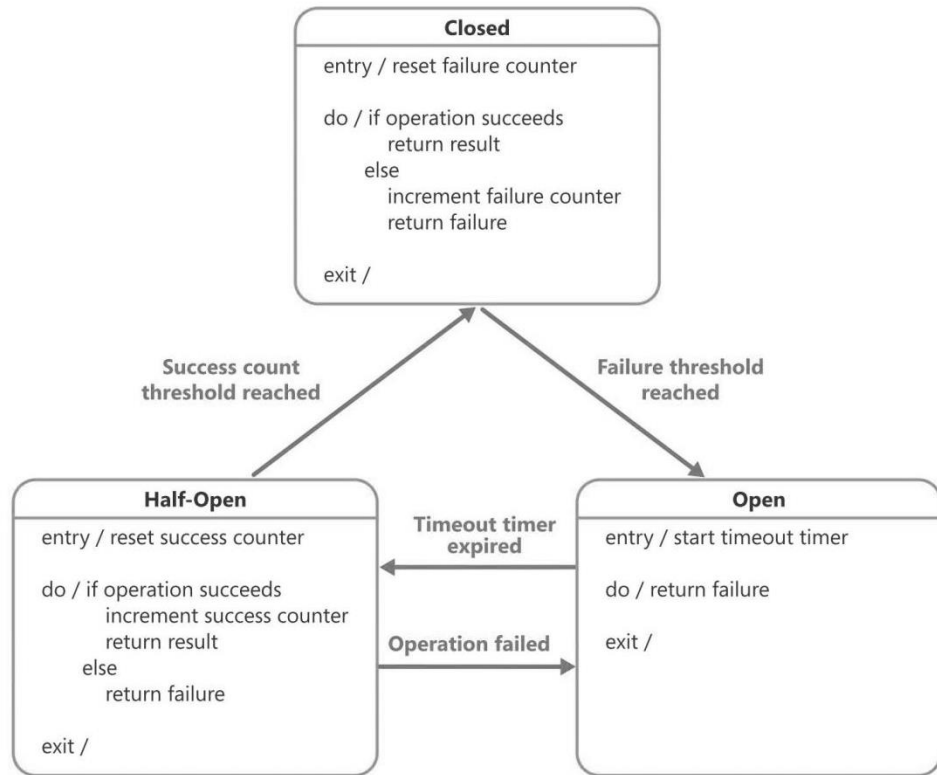 Closed
entry / reset failure counter
do / if operation succeeds
return result
else
increment failure counter
return failure
exit /
Success count
threshold reached
Failure threshold
reached
Half-Open
entry / reset success counter
do / if operation succeeds
increment success counter
return result
else
return failure
exit /
Timeout timer
expired
Operation failed
Open
entry / start timeout timer
do / return failure
exit /